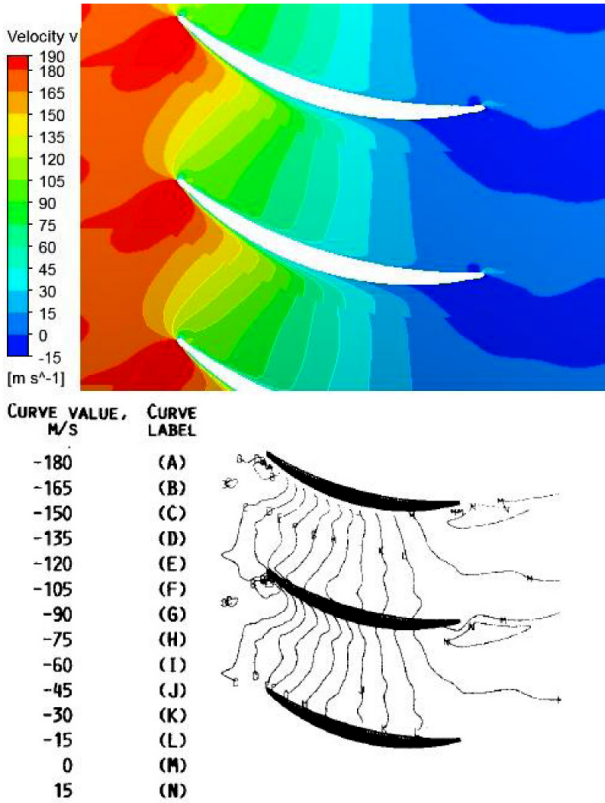 Velocity v
190
180
165
150
135
120
105
90
75
60
45
30
15
0
-15
[m s^-1]
CURVE VALUE, CURVE
M/S LABEL
-180 (A)
-165 (B)
-150 (C)
-135 (D)
-120 (E)
-105 (F)
-90 (G)
-75 (H)
-60 (I)
-45 (J)
-30 (K)
-15 (L)
0 (M)
15 (N)